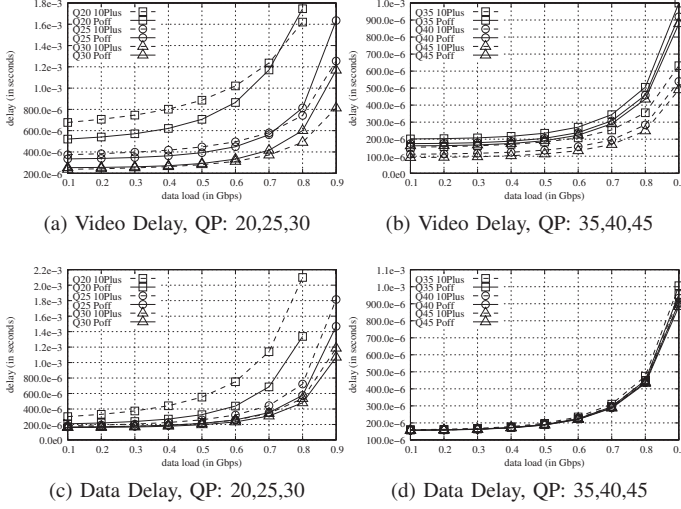 1.8e−3
1.6e−3
1.4e−3
1.2e−3
1.0e−3
800.0e−6
600.0e−6
400.0e−6
200.0e−6
delay (in seconds)
Q20 10Plus
Q20 Poff
Q25 10Plus
Q25 Poff
Q30 10Plus
Q30 Poff
0.1 0.2 0.3 0.4 0.5 0.6 0.7 0.8 0.9
data load (in Gbps)
(a) Video Delay, QP: 20,25,30
1.0e−3
900.0e−6
800.0e−6
700.0e−6
600.0e−6
500.0e−6
400.0e−6
300.0e−6
200.0e−6
100.0e−6
0.0e0
delay (in seconds)
Q35 10Plus
Q35 Poff
Q40 10Plus
Q40 Poff
Q45 10Plus
Q45 Poff
0.1 0.2 0.3 0.4 0.5 0.6 0.7 0.8 0.
data load (in Gbps)
(b) Video Delay, QP: 35,40,45
2.2e−3
2.0e−3
1.8e−3
1.6e−3
1.4e−3
1.2e−3
1.0e−3
800.0e−6
600.0e−6
400.0e−6
200.0e−6
0.0e0
delay (in seconds)
Q20 10Plus
Q20 Poff
Q25 10Plus
Q25 Poff
Q30 10Plus
Q30 Poff
0.1 0.2 0.3 0.4 0.5 0.6 0.7 0.8 0.9
data load (in Gbps)
(c) Data Delay, QP: 20,25,30
1.0e−3
900.0e−6
800.0e−6
700.0e−6
600.0e−6
500.0e−6
400.0e−6
300.0e−6
200.0e−6
100.0e−6
delay (in seconds)
Q35 10Plus
Q35 Poff
Q40 10Plus
Q40 Poff
Q45 10Plus
Q45 Poff
0.1 0.2 0.3 0.4 0.5 0.6 0.7 0.8 0.
data load (in Gbps)
(d) Data Delay, QP: 35,40,45